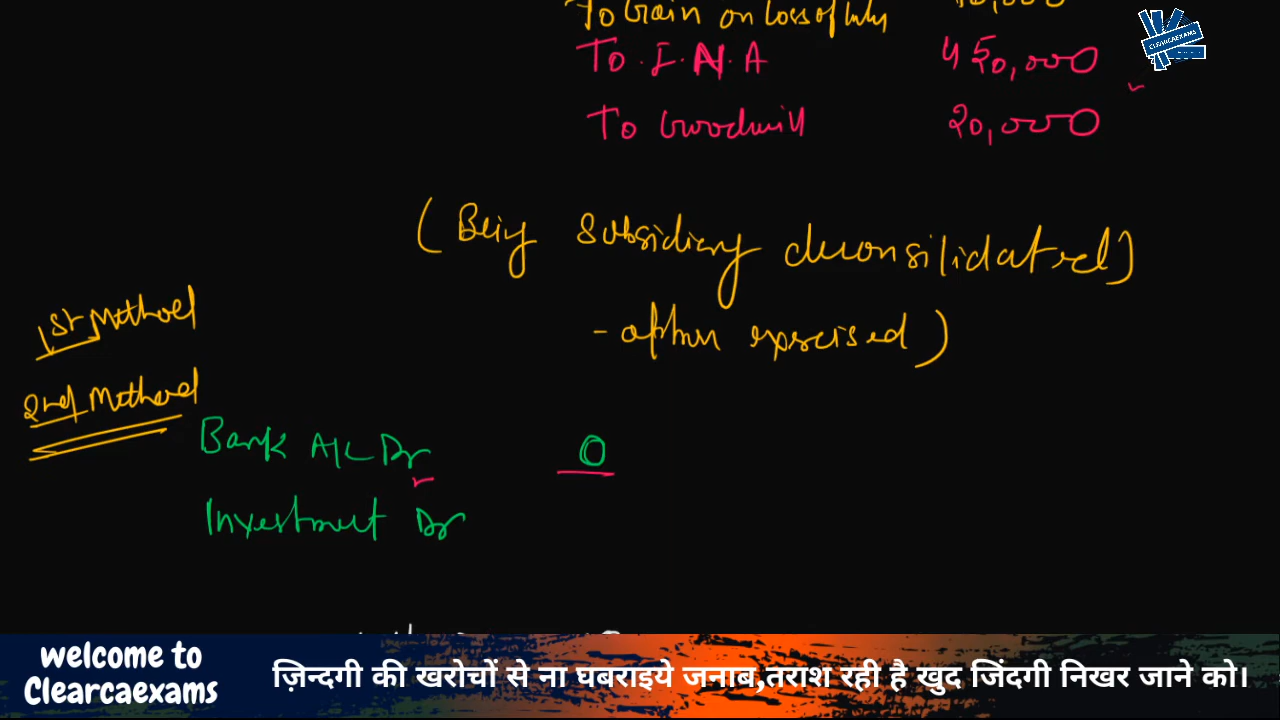 To Gain on Loss of
To I.N.A 450,000
CLEARCAEXAMS
To Goodwill 20,000
(Being Subsidiary deconsilidated)
- option exercised)
1st Method
2nd Method
Bank A/C Dr 0
Investment Dr
welcome to
Clearcaexams
ज़िन्दगी की खरोचों से ना घबराइये जनाब,तराश रही है खुद जिंदगी निखर जाने को।